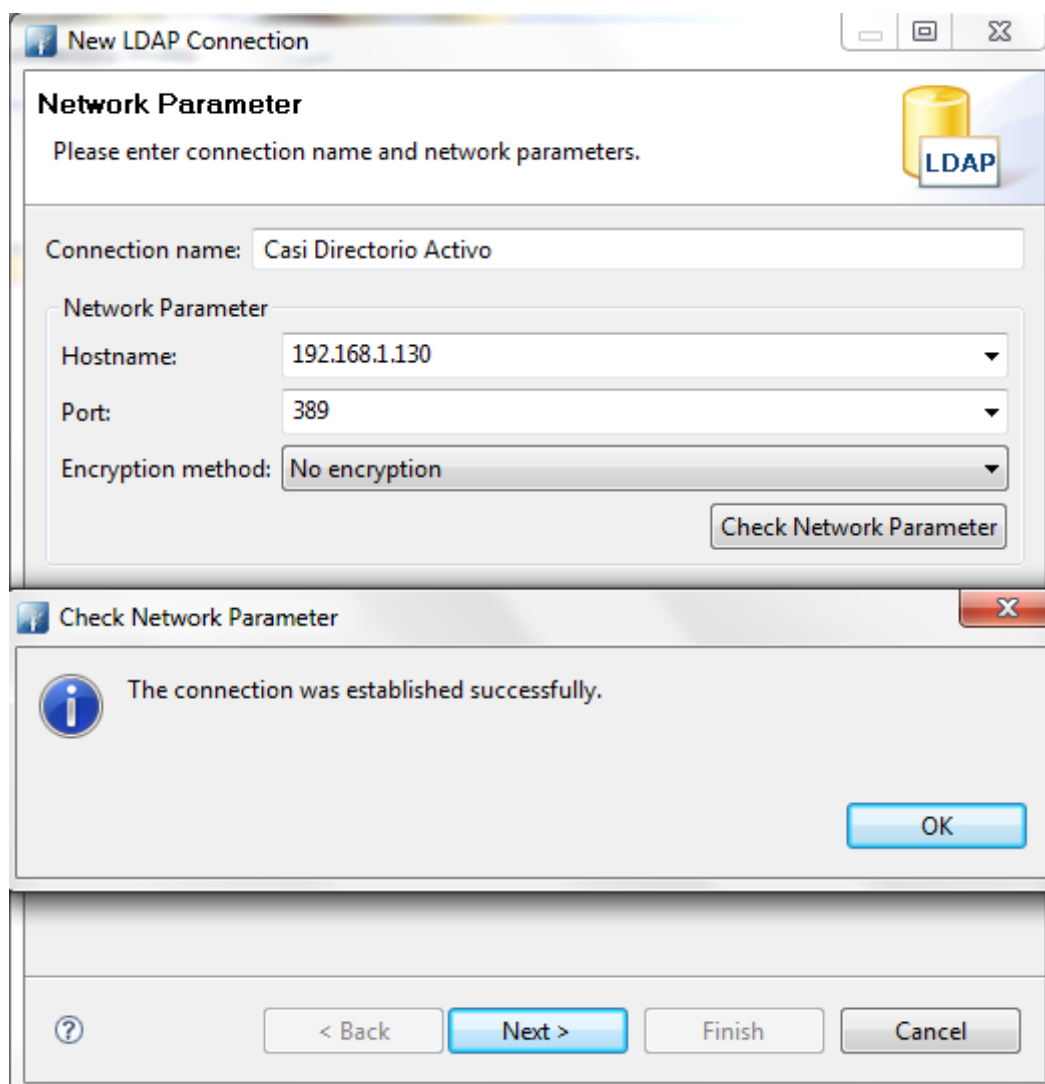 New LDAP Connection
Network Parameter
Please enter connection name and network parameters.
LDAP
Connection name: Casi Directorio Activo
Network Parameter
Hostname: 192.168.1.130
Port: 389
Encryption method: No encryption
Check Network Parameter
Check Network Parameter
The connection was established successfully.
OK
< Back Next > Finish Cancel